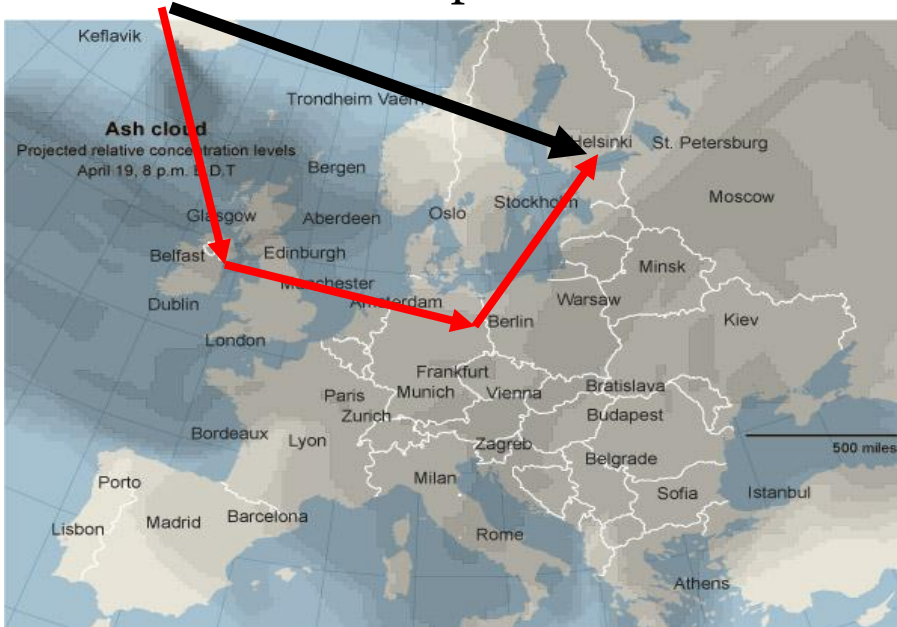 Keflavik
Trondheim
Ash cloud
Projected relative concentration levels
April 19, 8 p.m.
Helsinki
St. Petersburg
Bergen
Moscow
Glasgow
Aberdeen
Oslo
Stockholm
Belfast
Edinburgh
Minsk
Manchester
Dublin
Amsterdam
Warsaw
Berlin
Kiev
London
Frankfurt
Paris
Munich
Vienna
Bratislava
Zurich
Budapest
Bordeaux
Lyon
Zagreb
500 miles
Belgrade
Porto
Milan
Sofia
Istanbul
Lisbon
Madrid
Barcelona
Rome
Athens